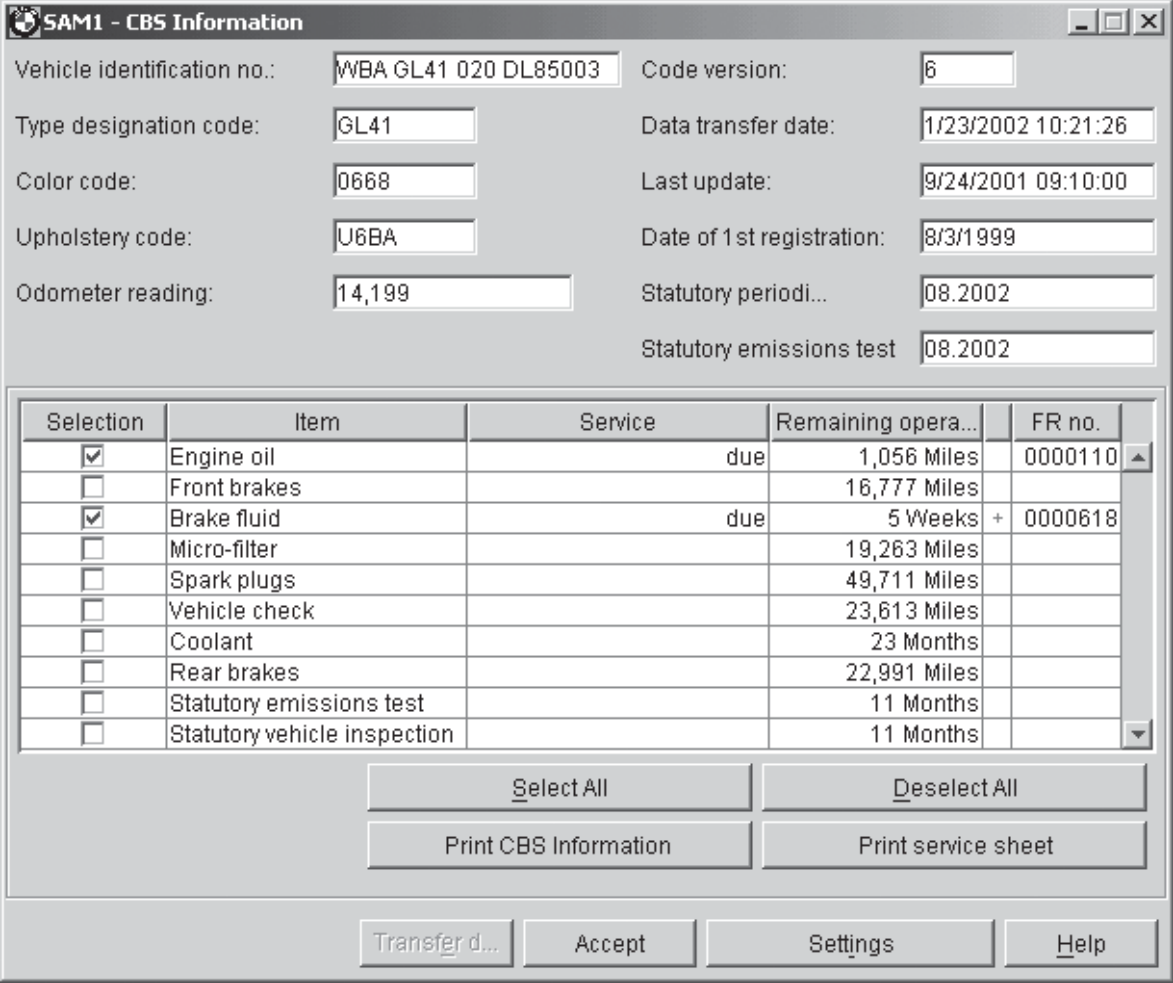 SAM1 - CBS Information
Vehicle identification no.: WBA GL41 020 DL85003 Code version: 6
Type designation code: GL41 Data transfer date: 1/23/2002 10:21:26
Color code: 0668 Last update: 9/24/2001 09:10:00
Upholstery code: U6BA Date of 1st registration: 8/3/1999
Odometer reading: 14,199 Statutory periodi... 08.2002
Statutory emissions test 08.2002
Selection Item Service Remaining opera... FR no.
Engine oil due 1,056 Miles 0000110
Front brakes 16,777 Miles
Brake fluid due 5 Weeks + 0000618
Micro-filter 19,263 Miles
Spark plugs 49,711 Miles
Vehicle check 23,613 Miles
Coolant 23 Months
Rear brakes 22,991 Miles
Statutory emissions test 11 Months
Statutory vehicle inspection 11 Months
Select All Deselect All
Print CBS Information Print service sheet
Transfer d... Accept Settings Help